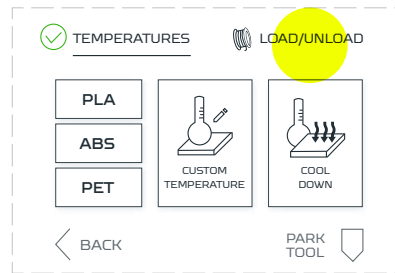 TEMPERATURES
LOAD/UNLOAD
PLA
ABS
PET
CUSTOM
TEMPERATURE
COOL
DOWN
BACK
PARK
TOOL